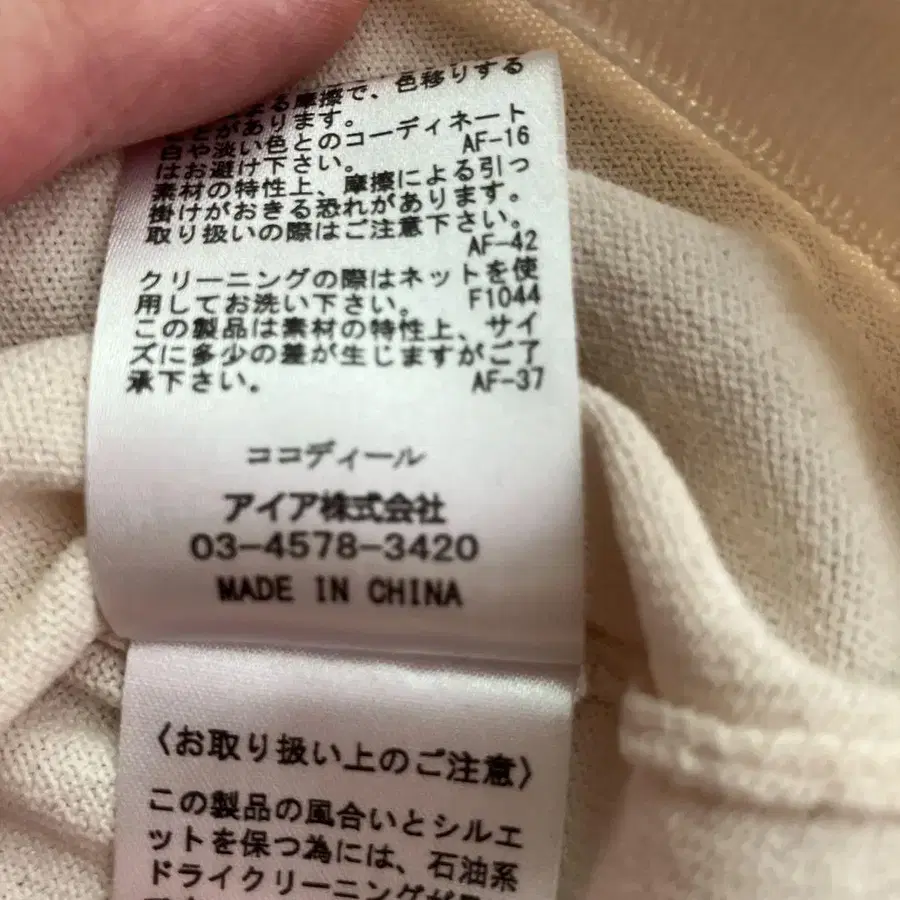 る摩擦で、色移りする
とがあります。
白や淡い色とのコーディネート
はお避け下さい。 AF-16
素材の特性上、摩擦による引っ
掛けがおきる恐れがあります。
取り扱いの際はご注意下さい。
AF-42
クリーニングの際はネットを使
用してお洗い下さい。 F1044
この製品は素材の特性上、サイ
ズに多少の差が生じますがご了
承下さい。 AF-37
ココディール
アイア株式会社
03-4578-3420
MADE IN CHINA
〈お取り扱い上のご注意〉
この製品の風合いとシルエ
ットを保つ為には、石油系
ドライクリーニングが